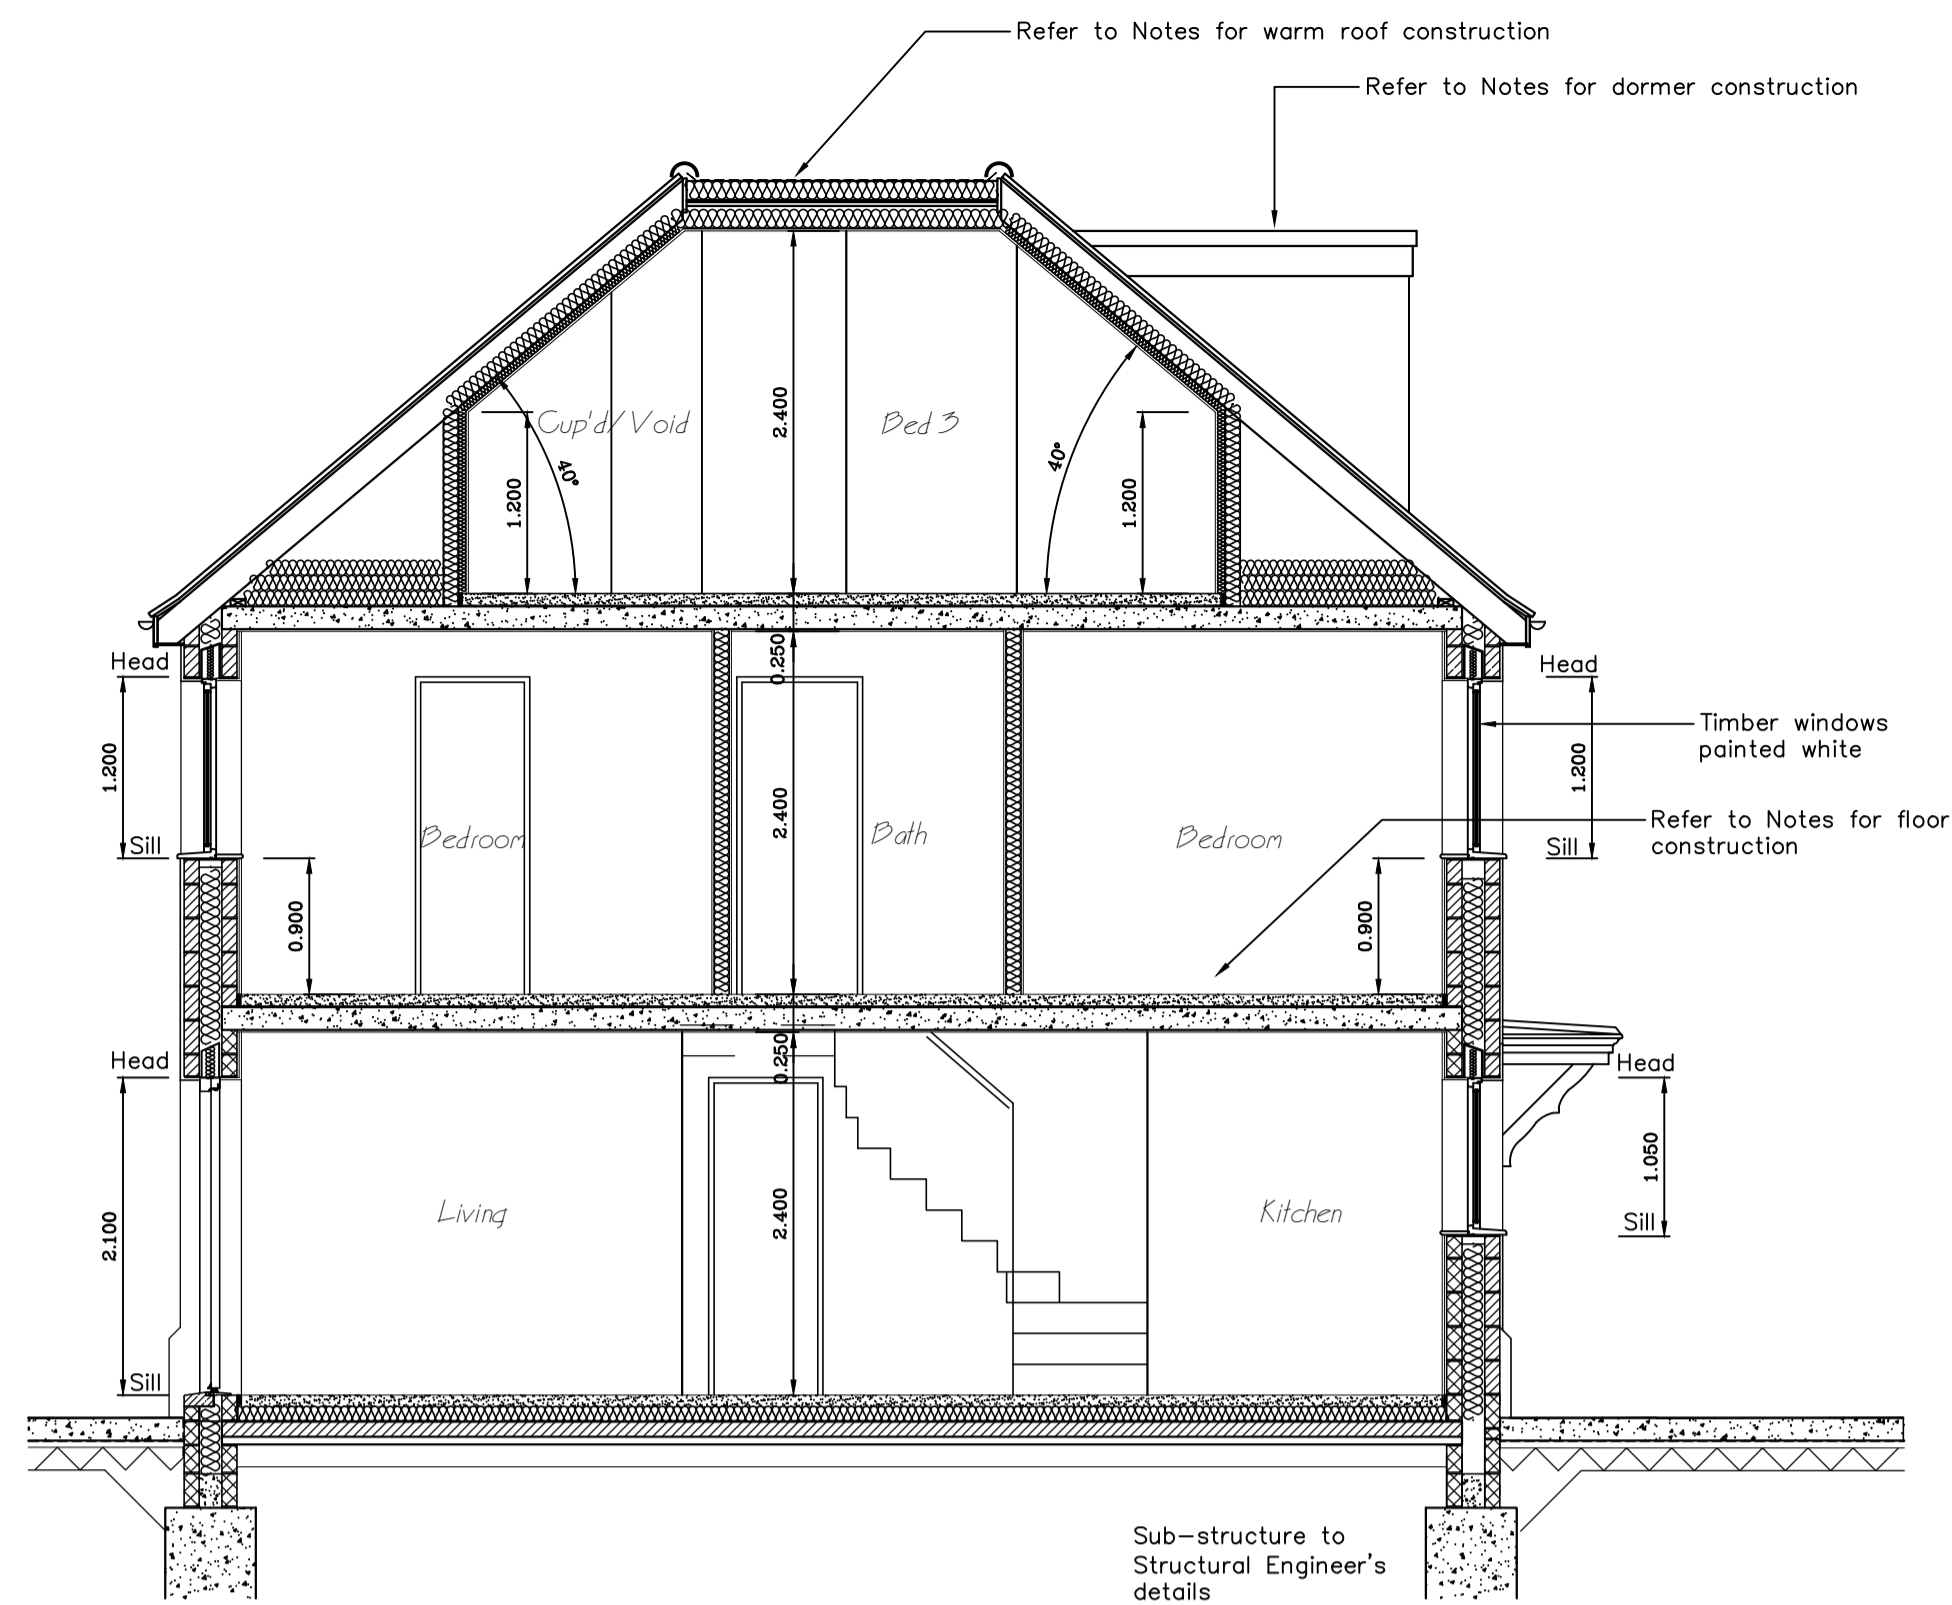 Refer to Notes for warm roof construction
Refer to Notes for dormer construction
Cup'd/ Void
2.400
Bed 3
40°
40°
1.200
1.200
Head
0.250
Head
1.200
Timber windows
painted white
1.200
2.400
Bedroom
Bath
Bedroom
Refer to Notes for floor
construction
Sill
Sill
0.900
0.900
Head
0.250
Head
1.050
2.100
Living
2.400
Kitchen
Sill
Sill
Sub-structure to
Structural Engineer's
details